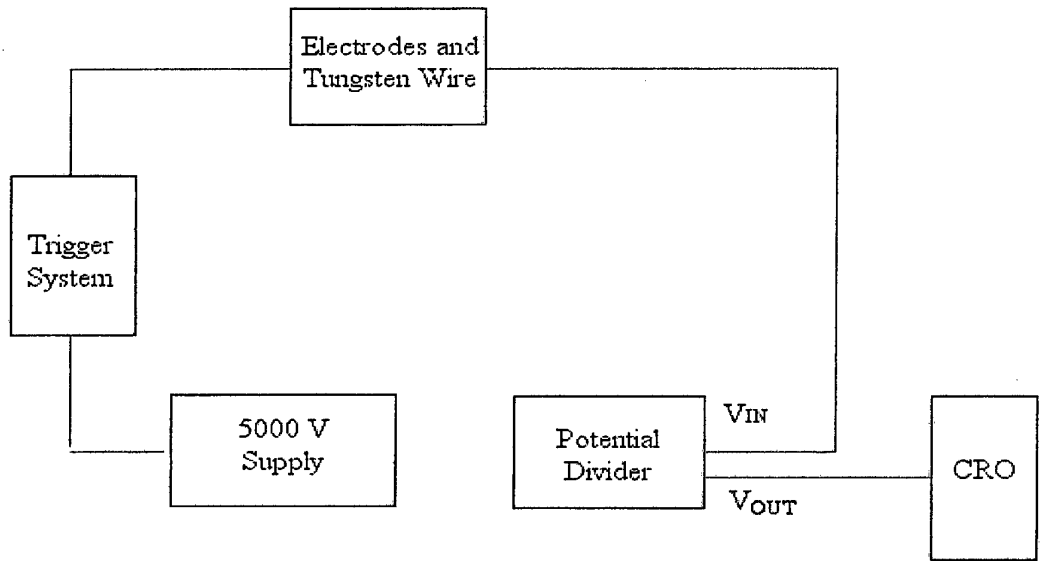 Electrodes and
Tungsten Wire
Trigger
System
5000 V
Supply
Potential
Divider
VIN
VOUT
CRO